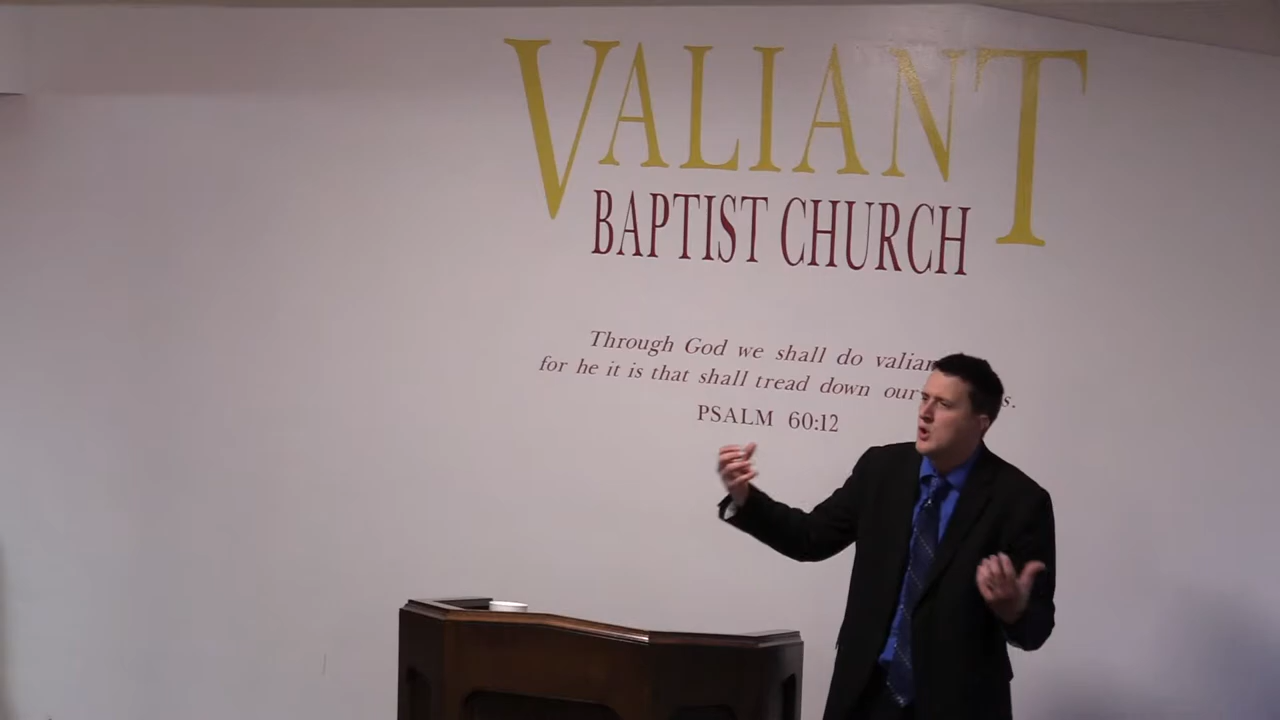 VALIANT
BAPTIST CHURCH
Through God we shall do
for he it is that shall tread down our
PSALM 60:12